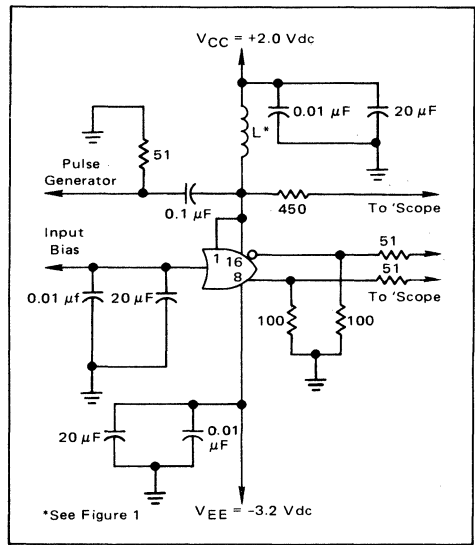 VCC = +2.0 Vdc
0.01 μF
20 μF
L*
51
Pulse
Generator
0.1 μF
450
To 'Scope
Input
Bias
1 16
8
51
51
To 'Scope
0.01 μf
20 μF
100
100
20 μF
0.01
μF
*See Figure 1
VEE = -3.2 Vdc